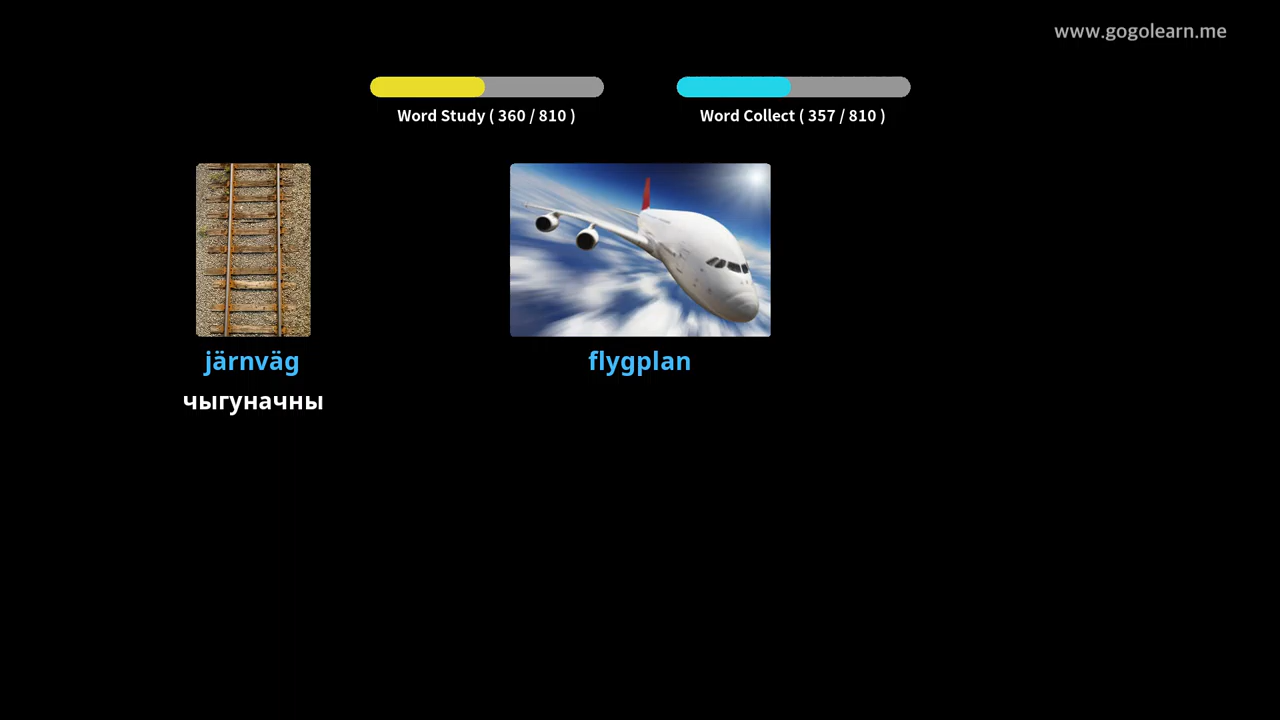 www.gogolearn.me
Word Study ( 360 / 810 )
Word Collect ( 357 / 810 )
järnväg
flygplan
чыгуначны